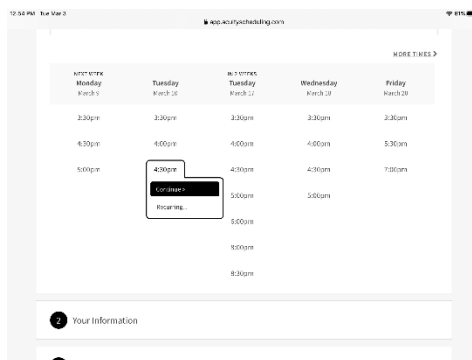 12:54 PM Tue Mar 3
app.acuityscheduling.com
81%
MORE TIMES >
NEXT WEEK
IN 2 WEEKS
Monday Tuesday Tuesday Wednesday Friday
March 9 March 10 March 17 March 18 March 20
3:30pm 3:30pm 3:30pm 3:30pm 3:30pm
4:30pm 4:00pm 4:00pm 4:00pm 5:30pm
5:00pm 4:30pm 4:30pm 4:30pm 7:00pm
Continue »
5:00pm 5:00pm
Recurring...
8:00pm
8:30pm
2 Your Information